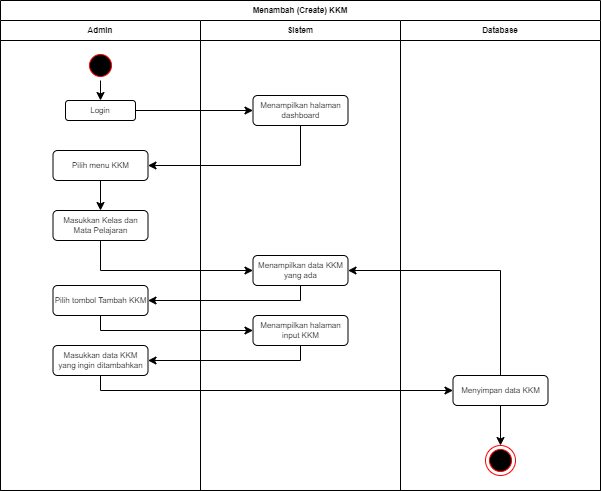 Menambah (Create) KKM
Admin
Sistem
Database
Login
Menampilkan halaman
dashboard
Pilih menu KKM
Masukkan Kelas dan
Mata Pelajaran
Menampilkan data KKM
yang ada
Pilih tombol Tambah KKM
Menampilkan halaman
input KKM
Masukkan data KKM
yang ingin ditambahkan
Menyimpan data KKM